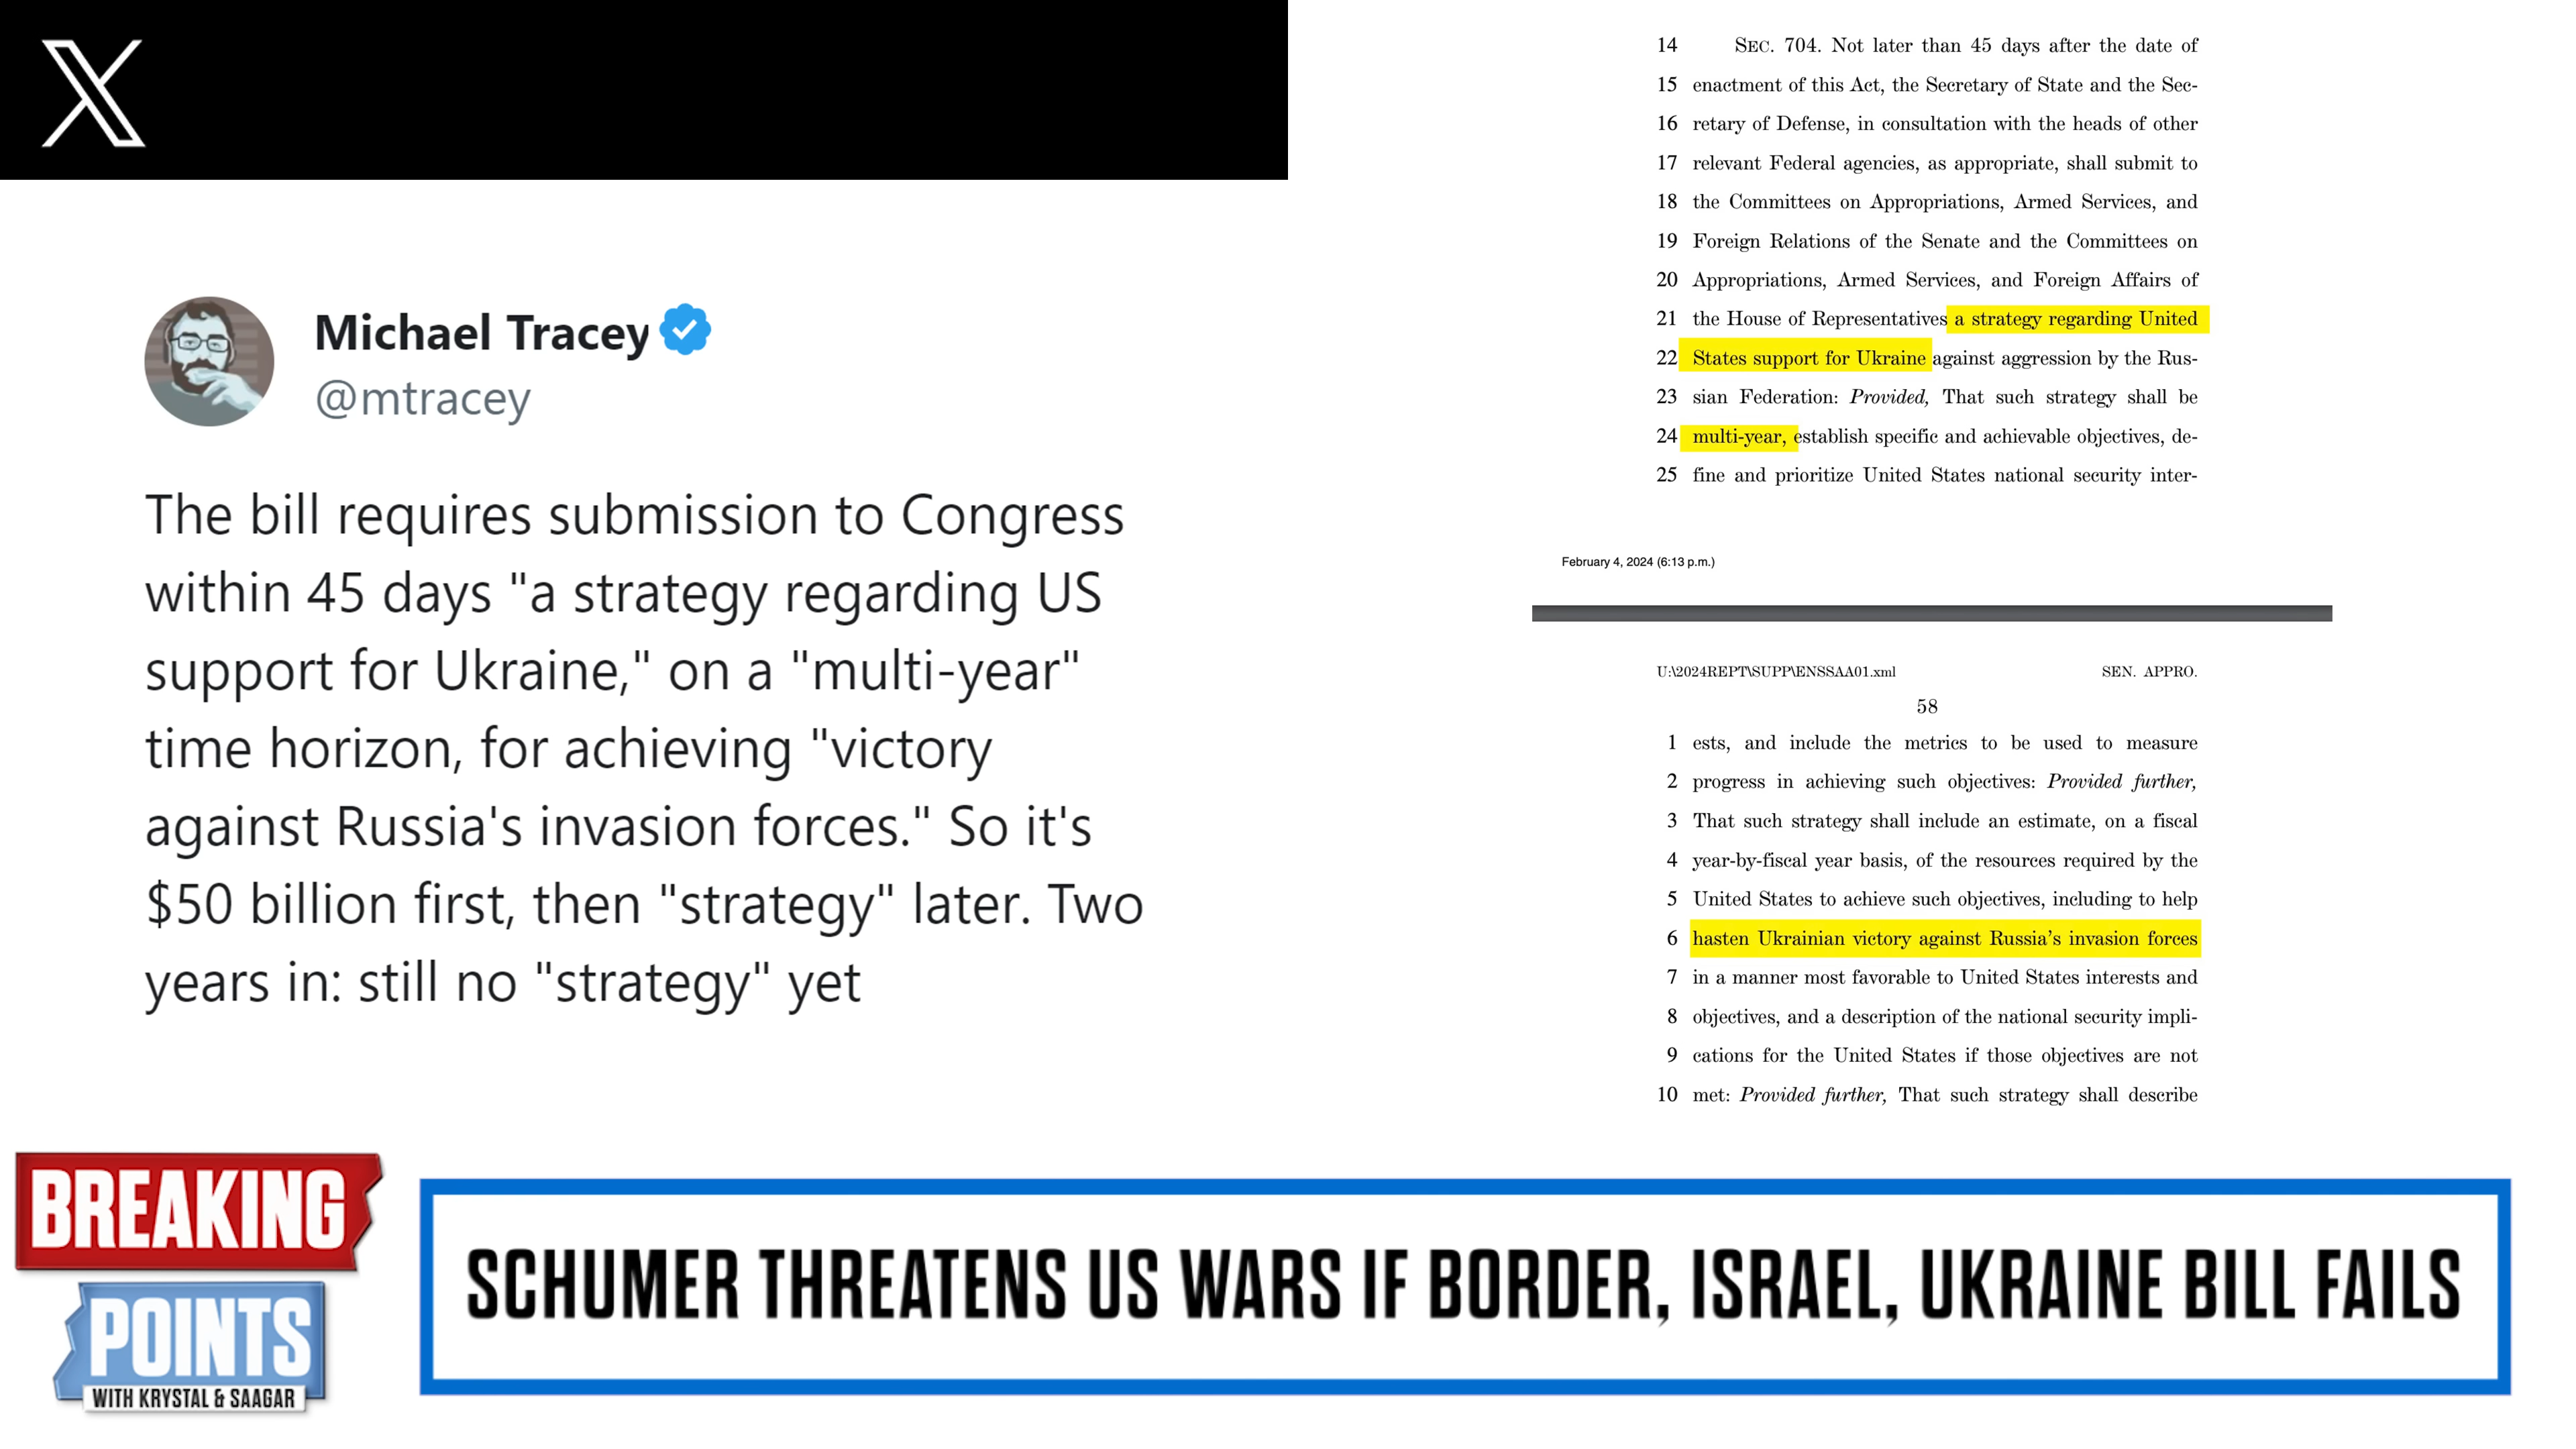 X
Michael Tracey
@mtracey
The bill requires submission to Congress
within 45 days "a strategy regarding US
support for Ukraine," on a "multi-year"
time horizon, for achieving "victory
against Russia's invasion forces." So it's
$50 billion first, then "strategy" later. Two
years in: still no "strategy" yet
14 SEC. 704. Not later than 45 days after the date of
15 enactment of this Act, the Secretary of State and the Sec-
16 retary of Defense, in consultation with the heads of other
17 relevant Federal agencies, as appropriate, shall submit to
18 the Committees on Appropriations, Armed Services, and
19 Foreign Relations of the Senate and the Committees on
20 Appropriations, Armed Services, and Foreign Affairs of
21 the House of Representatives a strategy regarding United
22 States support for Ukraine against aggression by the Rus-
23 sian Federation: Provided, That such strategy shall be
24 multi-year, establish specific and achievable objectives, de-
25 fine and prioritize United States national security inter-
February 4, 2024 (6:13 p.m.)
U:\2024REPT\SUPP\ENSSAA01.xml SEN. APPRO.
58
1 ests, and include the metrics to be used to measure
2 progress in achieving such objectives: Provided further,
3 That such strategy shall include an estimate, on a fiscal
4 year-by-fiscal year basis, of the resources required by the
5 United States to achieve such objectives, including to help
6 hasten Ukrainian victory against Russia's invasion forces
7 in a manner most favorable to United States interests and
8 objectives, and a description of the national security impli-
9 cations for the United States if those objectives are not
10 met: Provided further, That such strategy shall describe
BREAKING
POINTS
WITH KRYSTAL & SAAGAR
SCHUMER THREATENS US WARS IF BORDER, ISRAEL, UKRAINE BILL FAILS